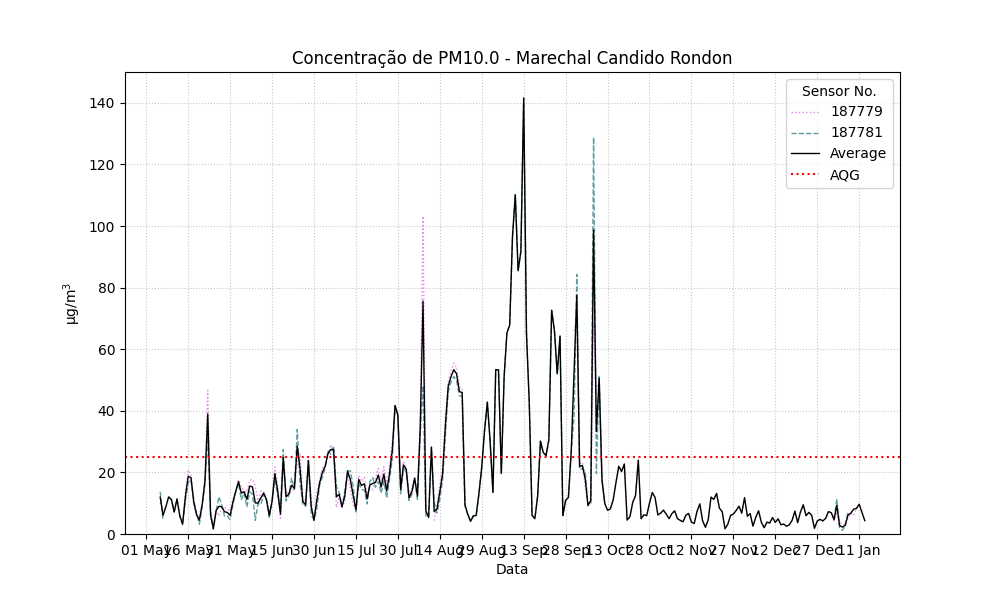 Concentração de PM10.0 - Marechal Candido Rondon
Sensor No.
187779
187781
Average
AQG
µg/m³
140
120
100
80
60
40
20
0
01 May 16 May 31 May 15 Jun 30 Jun 15 Jul 30 Jul 14 Aug 29 Aug 13 Sep 28 Sep 13 Oct 28 Oct 12 Nov 27 Nov 12 Dec 27 Dec 11 Jan
Data